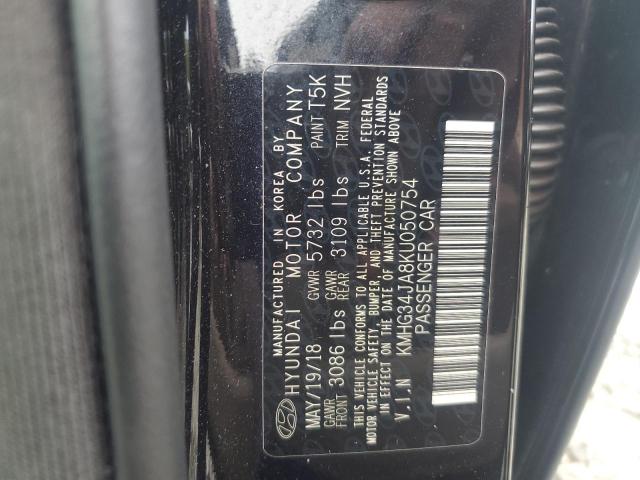 MANUFACTURED IN KOREA BY
HYUNDAI MOTOR COMPANY
MAY/19/18 GVWR 5732 lbs PAINT T5K
GAWR FRONT 3086 lbs GAWR REAR 3109 lbs TRIM NVH
THIS VEHICLE CONFORMS TO ALL APPLICABLE U.S.A. FEDERAL
MOTOR VEHICLE SAFETY, BUMPER, AND THEFT PREVENTION STANDARDS
IN EFFECT ON THE DATE OF MANUFACTURE SHOWN ABOVE
V.I.N KMHG34JA8KU050754
PASSENGER CAR